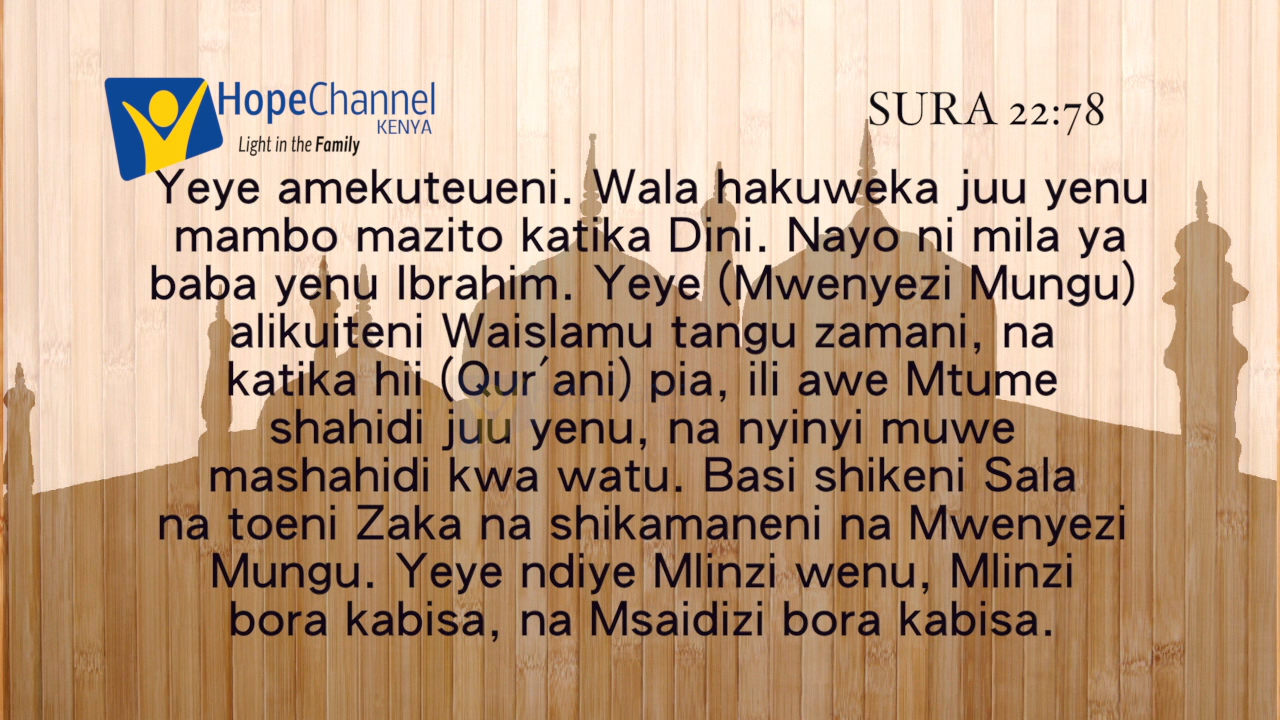 HopeChannel
KENYA
Light in the Family
SURA 22:78
Yeye amekuteueni. Wala hakuweka juu yenu
mambo mazito katika Dini. Nayo ni mila ya
baba yenu Ibrahim. Yeye (Mwenyezi Mungu)
alikuiteni Waislamu tangu zamani, na
katika hii (Qur´ani) pia, ili awe Mtume
shahidi juu yenu, na nyinyi muwe
mashahidi kwa watu. Basi shikeni Sala
na toeni Zaka na shikamaneni na Mwenyezi
Mungu. Yeye ndiye Mlinzi wenu, Mlinzi
bora kabisa, na Msaidizi bora kabisa.